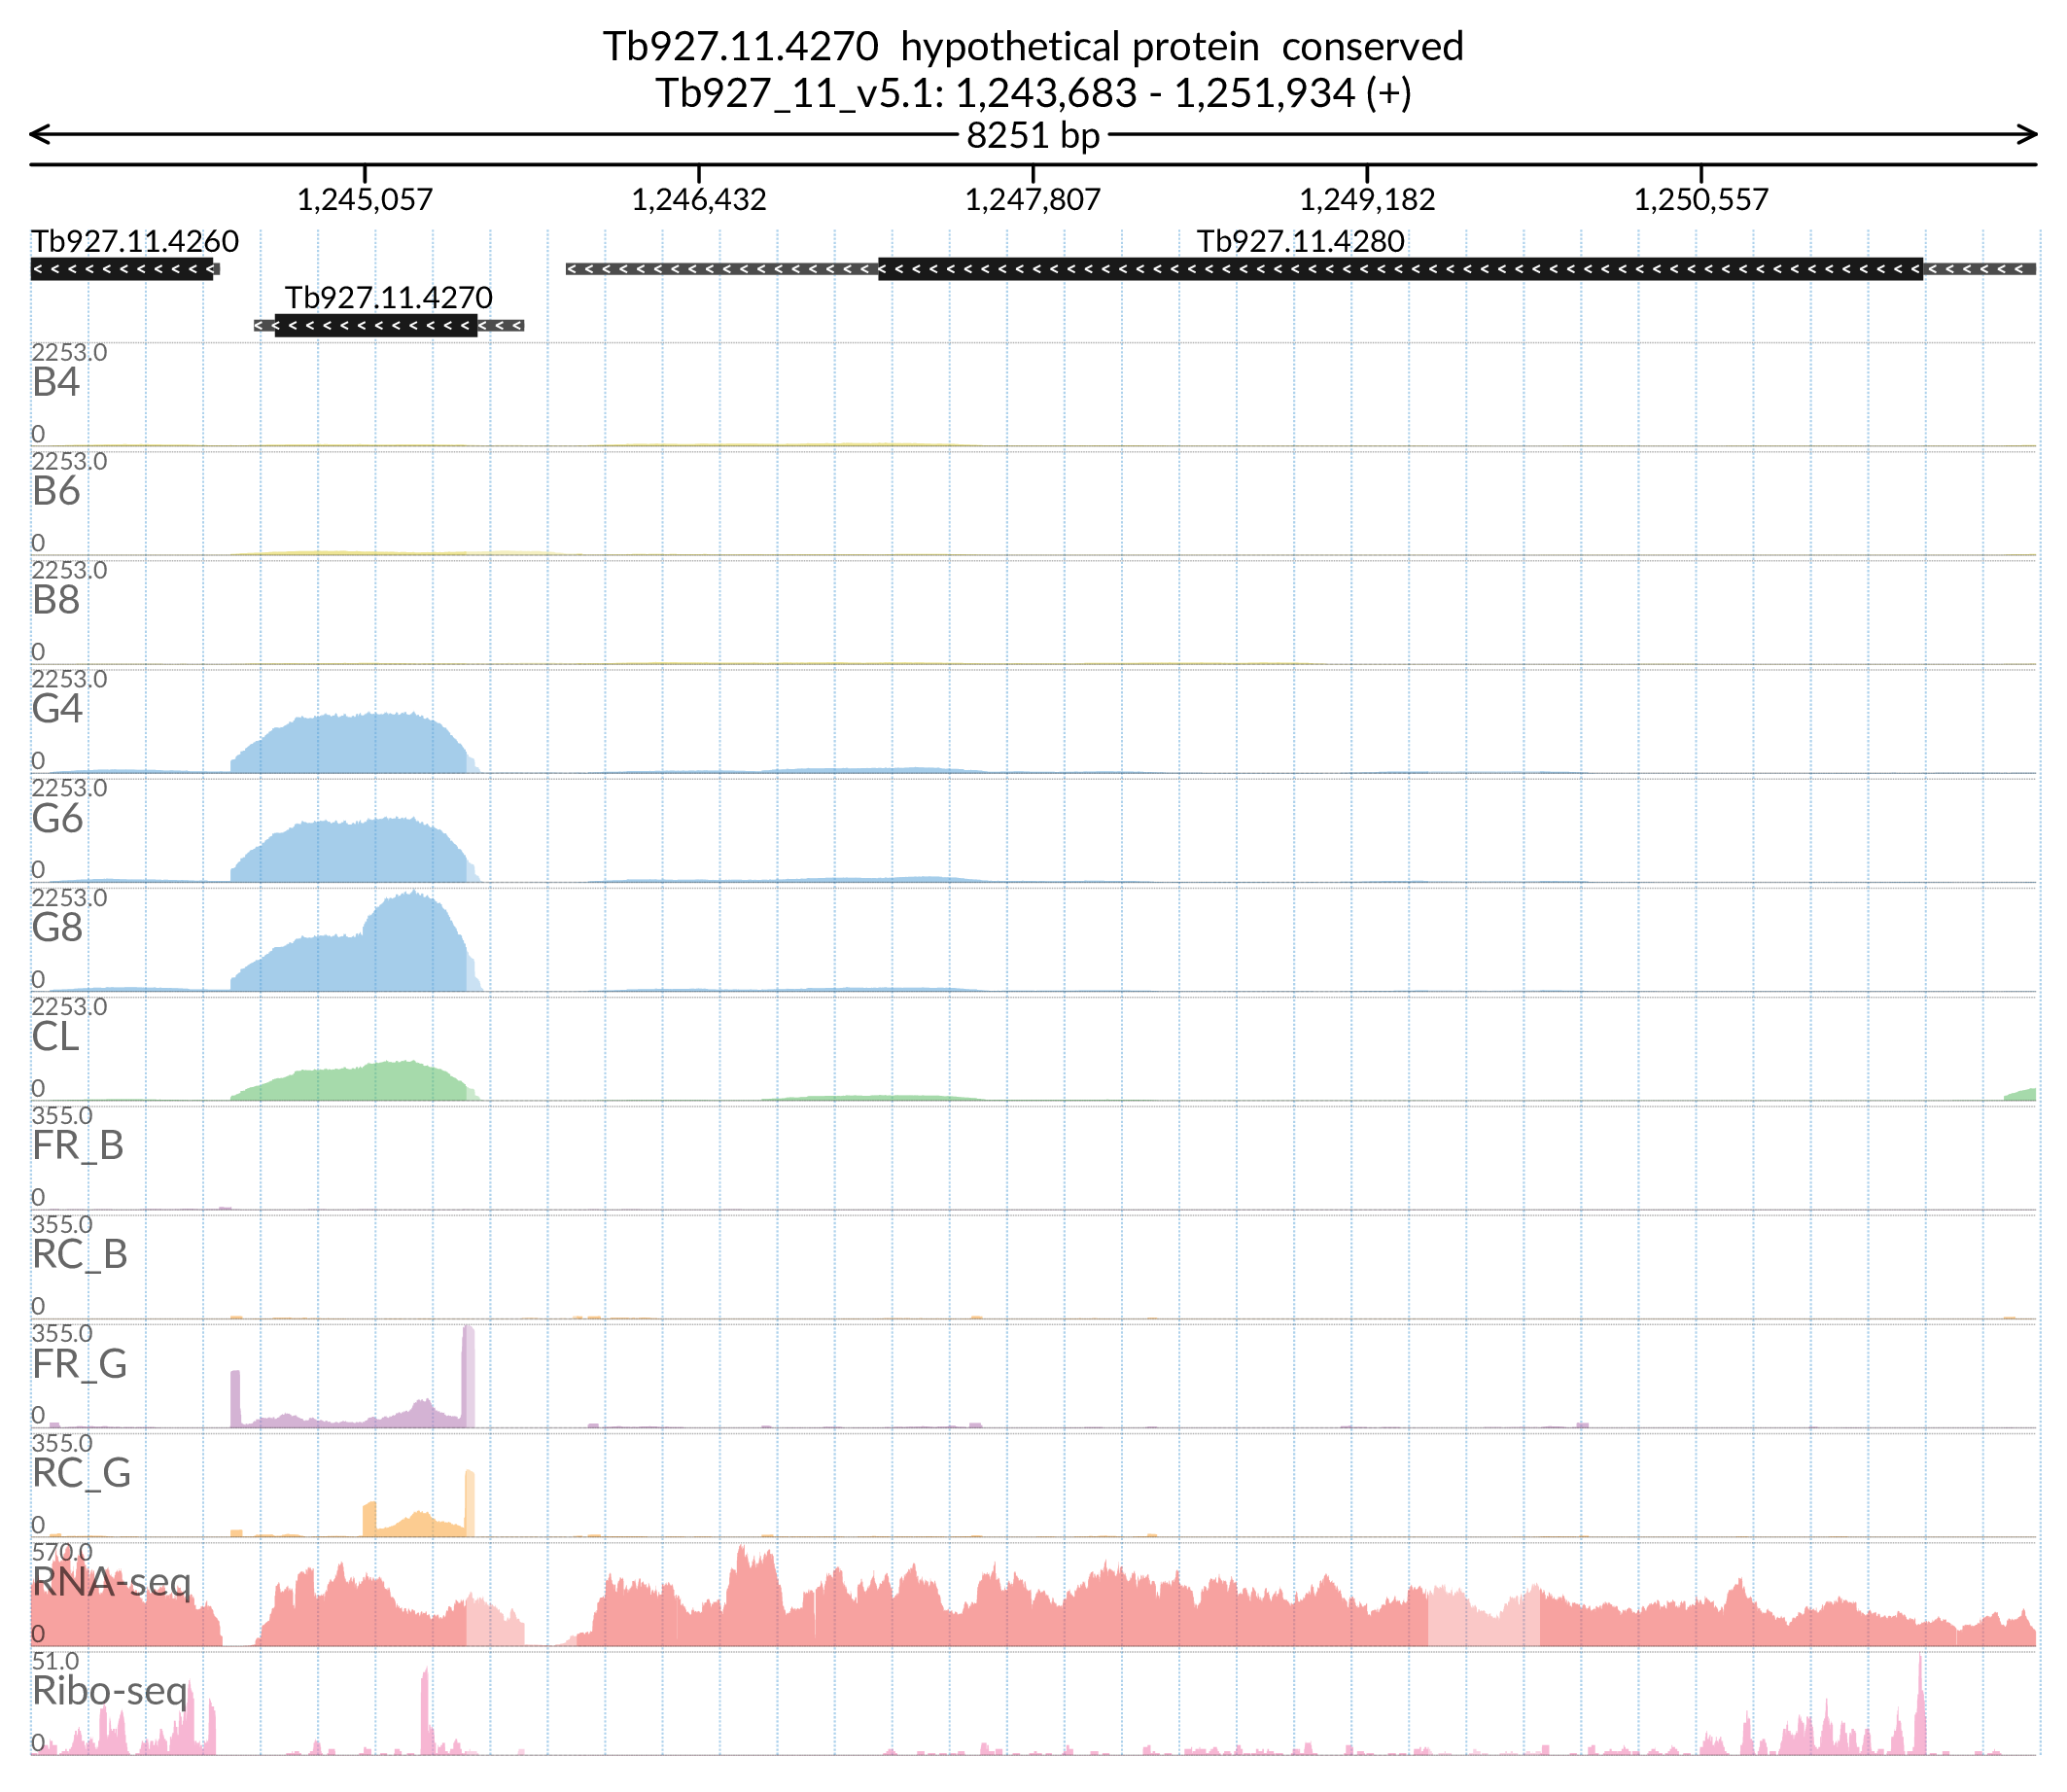 Tb927.11.4270  hypothetical protein  conserved
Tb927_11_v5.1: 1,243,683 - 1,251,934 (+)
8251 bp
1,245,057 1,246,432 1,247,807 1,249,182 1,250,557
Tb927.11.4260 Tb927.11.4280
Tb927.11.4270
2253.0
B4
0
2253.0
B6
0
2253.0
B8
0
2253.0
G4
0
2253.0
G6
0
2253.0
G8
0
2253.0
CL
0
355.0
FR_B
0
355.0
RC_B
0
355.0
FR_G
0
355.0
RC_G
0
570.0
RNA-seq
0
51.0
Ribo-seq
0